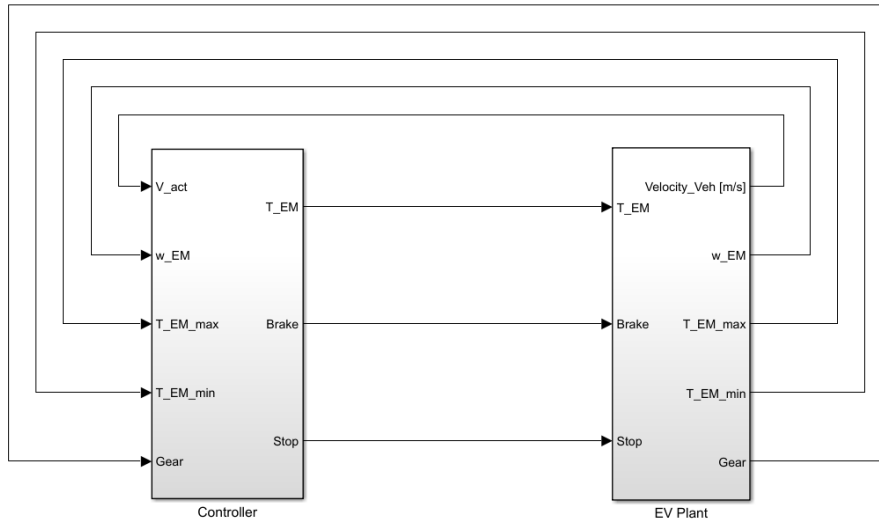 V_act
T_EM
w_EM
T_EM_max
Brake
T_EM_min
Stop
Gear
Controller
Velocity_Veh [m/s]
T_EM
w_EM
Brake
T_EM_max
T_EM_min
Stop
Gear
EV Plant